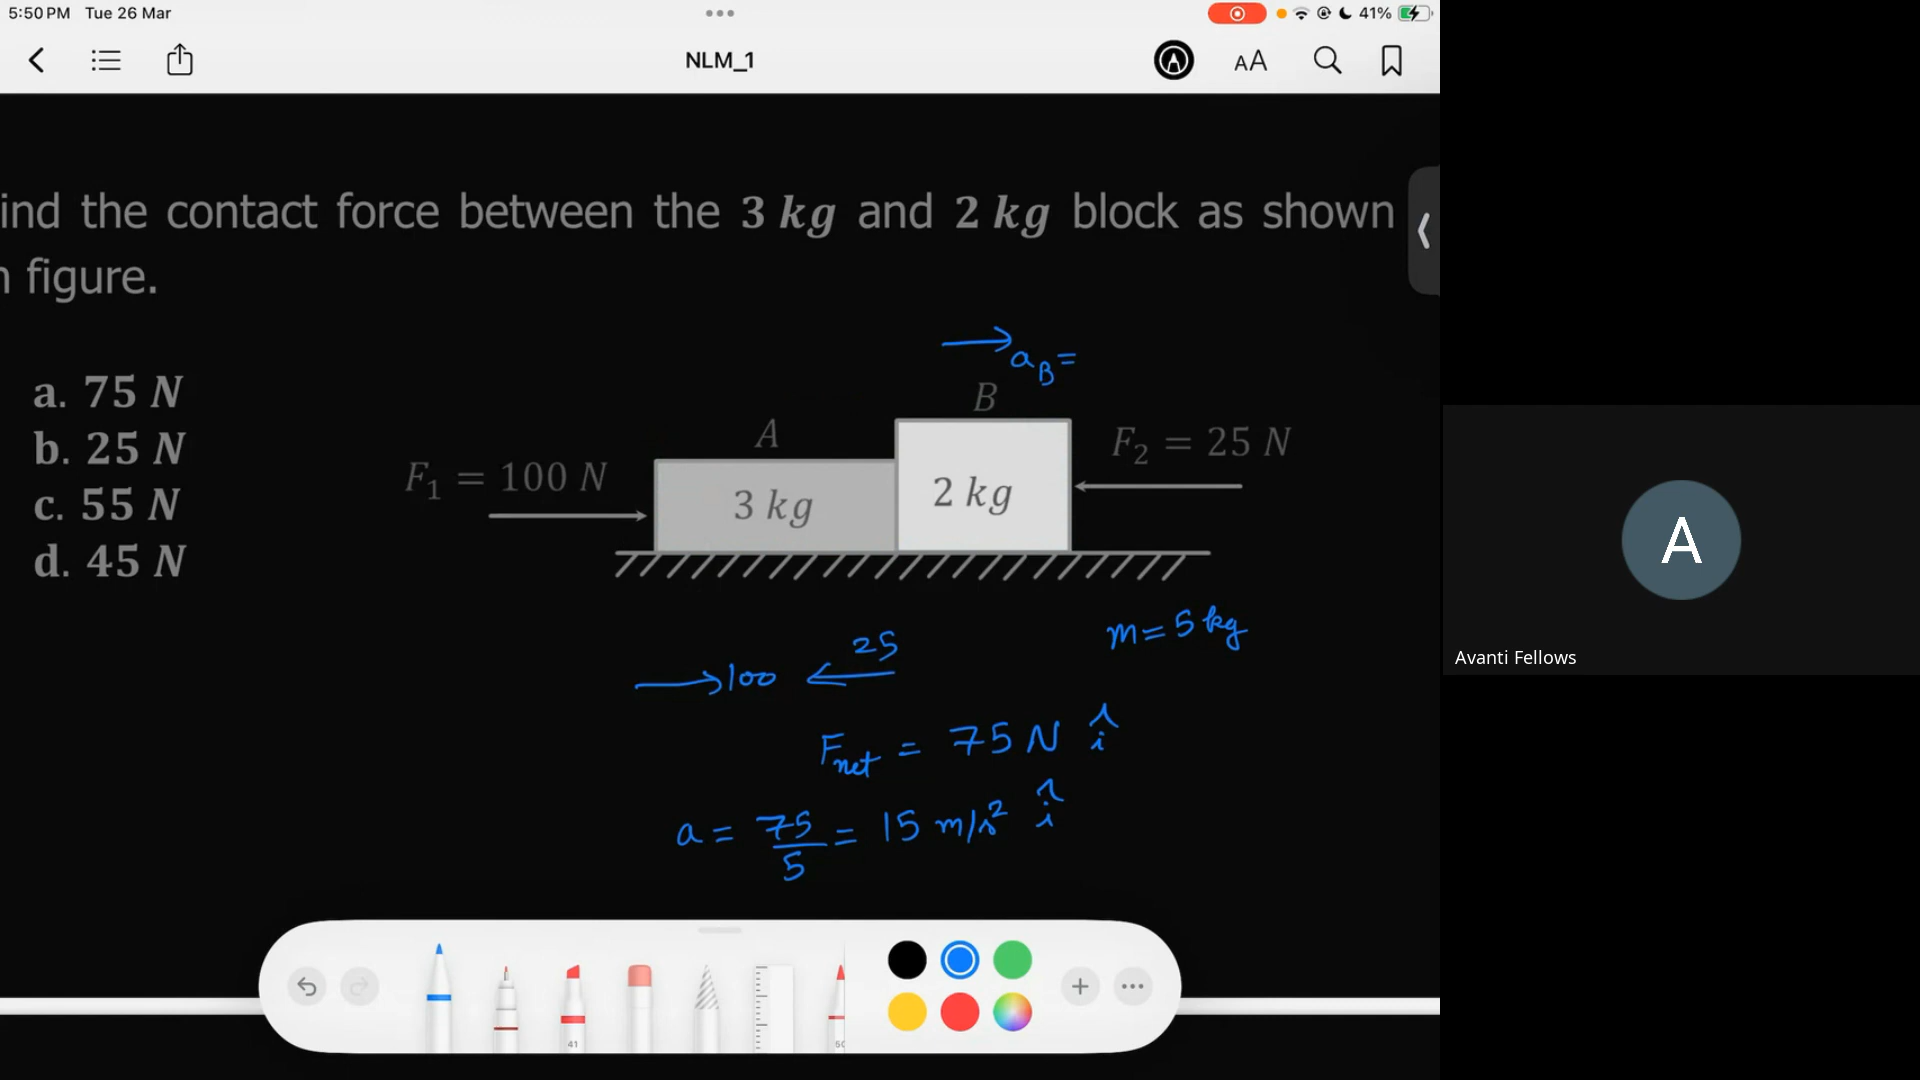 5:50 PM Tue 26 Mar
41%
NLM_1
AA
ind the contact force between the 3 kg and 2 kg block as shown
n figure.
a_B =
a. 75 N
b. 25 N
c. 55 N
d. 45 N
B
A
F₂ = 25 N
F₁ = 100 N
3 kg
2 kg
m = 5 kg
25
100
F_net = 75 N î
a = 75/5 = 15 m/s² î
41
50
A
Avanti Fellows